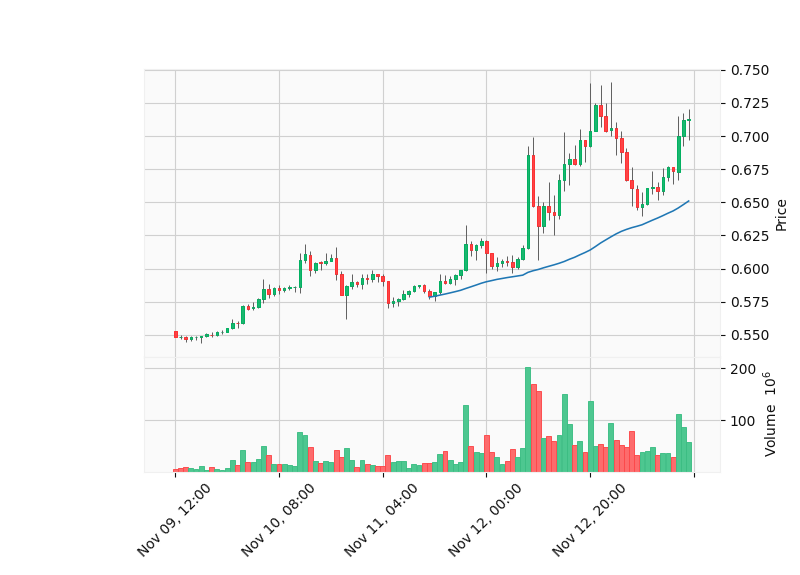 0.750
0.725
0.700
0.675
0.650
0.625
0.600
0.575
0.550
Price
200
100
Volume 10⁶
Nov 09, 12:00
Nov 10, 08:00
Nov 11, 04:00
Nov 12, 00:00
Nov 12, 20:00